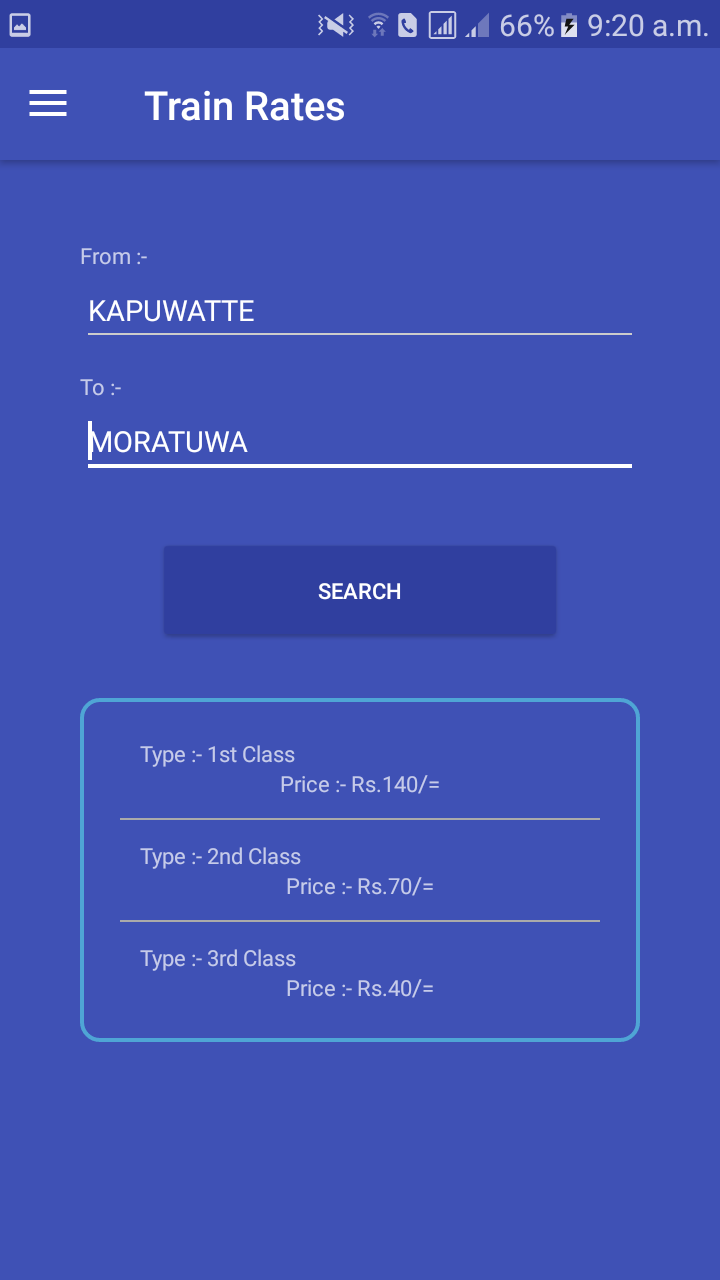 66% 9:20 a.m.
Train Rates
From :-
KAPUWATTE
To :-
MORATUWA
SEARCH
Type :- 1st Class
Price :- Rs.140/=
Type :- 2nd Class
Price :- Rs.70/=
Type :- 3rd Class
Price :- Rs.40/=